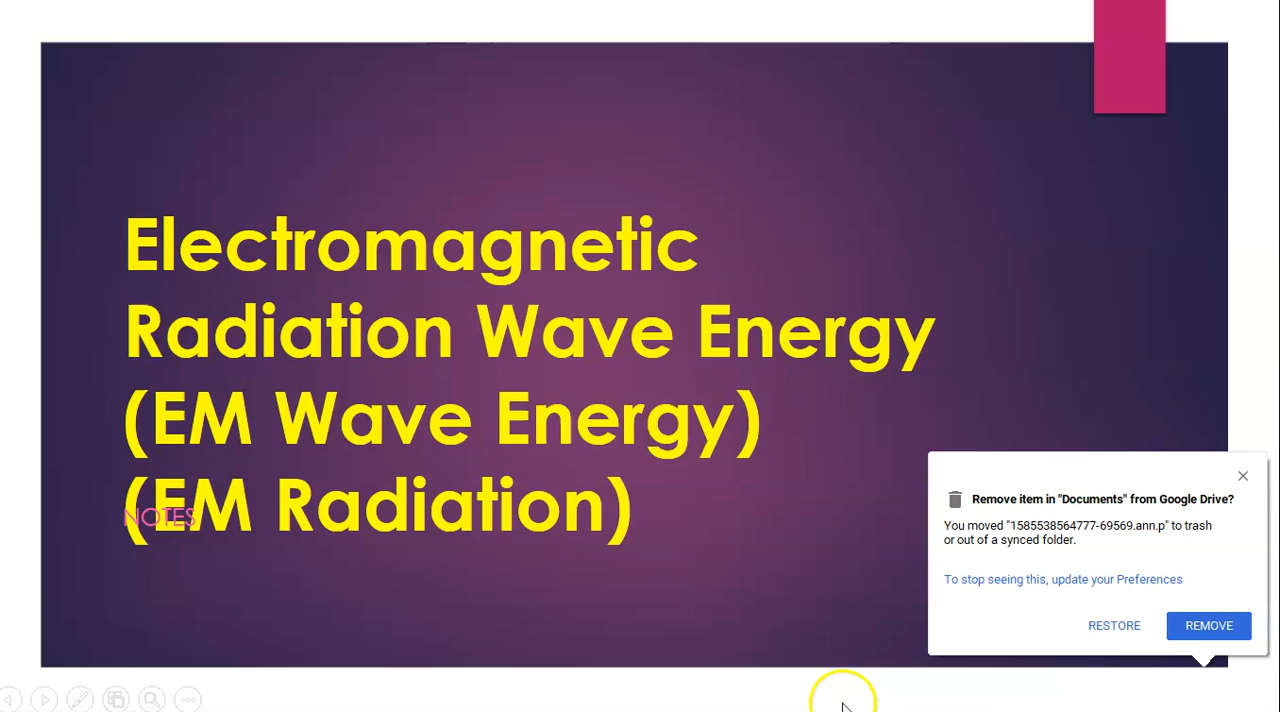 Electromagnetic
Radiation Wave Energy
(EM Wave Energy)
(EM Radiation)
NOTES
Remove item in "Documents" from Google Drive?
You moved "1585538564777-69569.ann.p" to trash
or out of a synced folder.
To stop seeing this, update your Preferences
RESTORE REMOVE